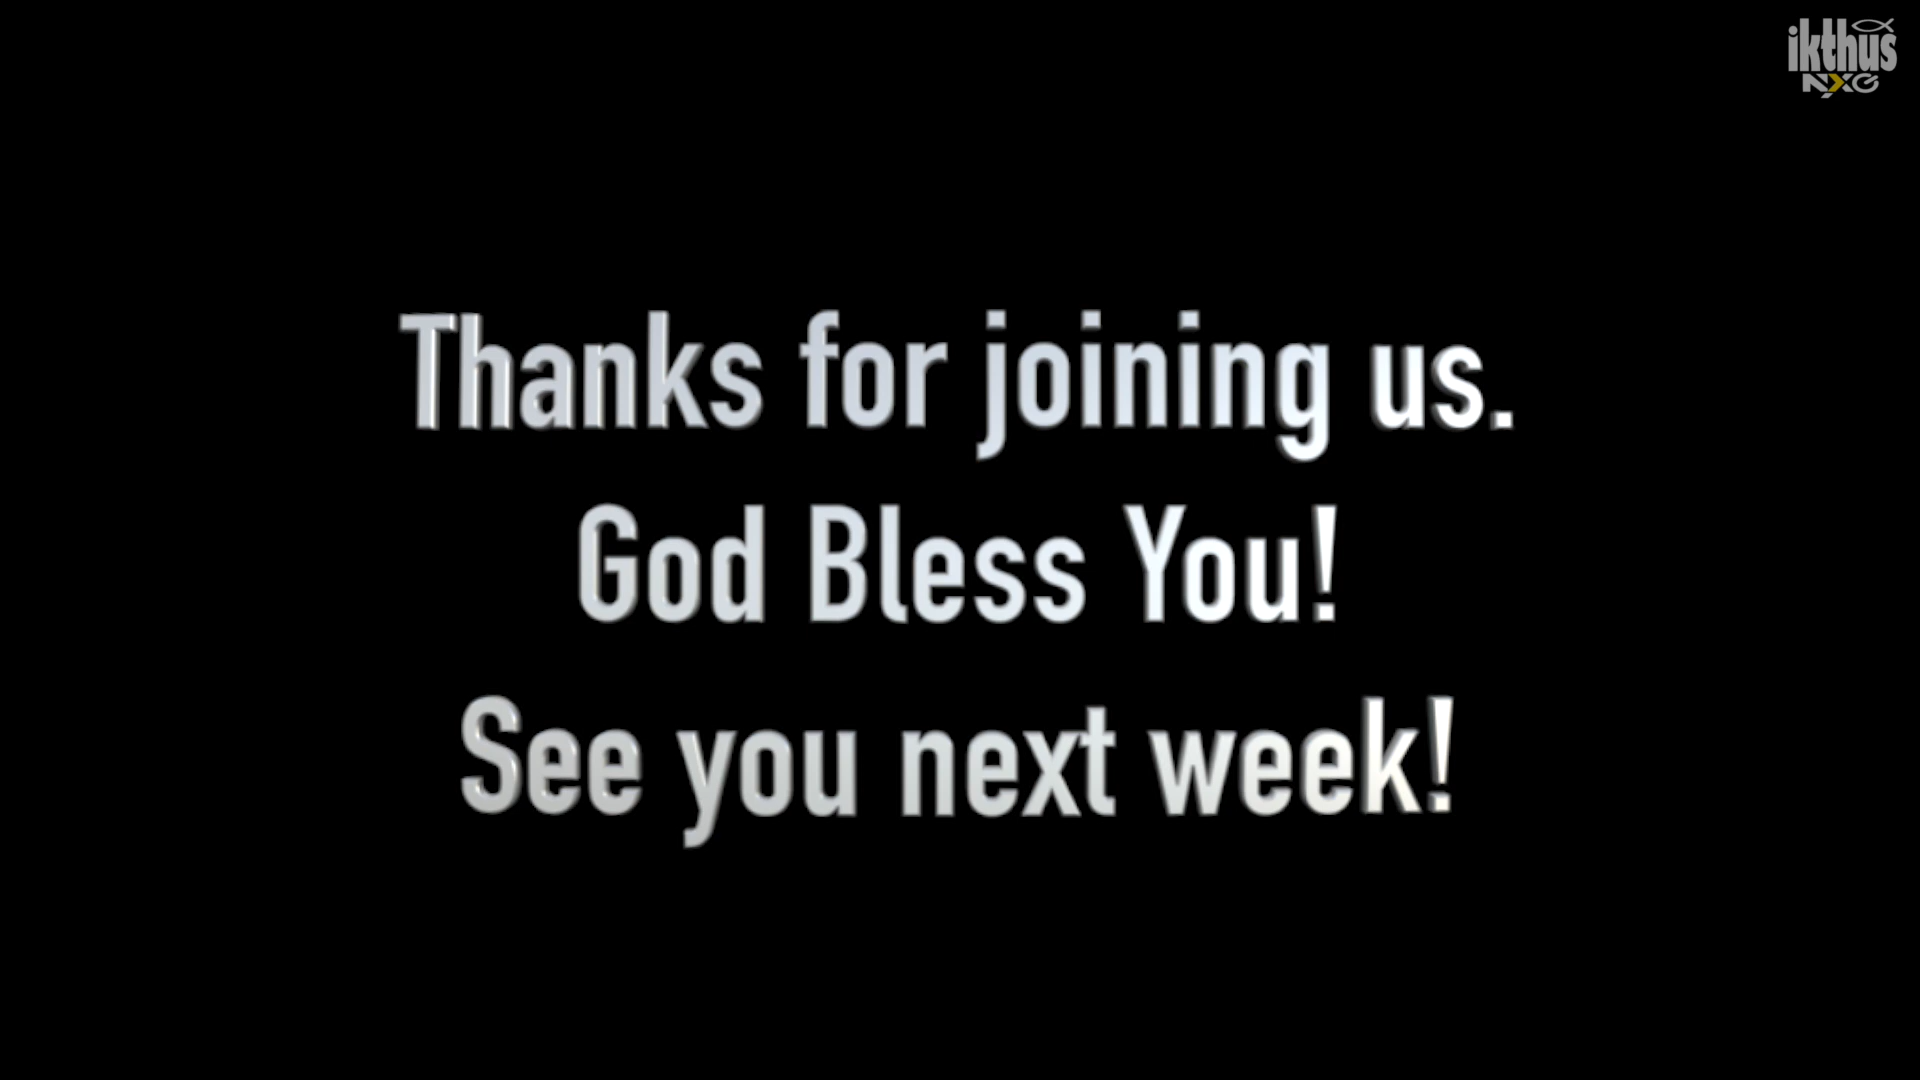 ikthus
NXG
Thanks for joining us.
God Bless You!
See you next week!